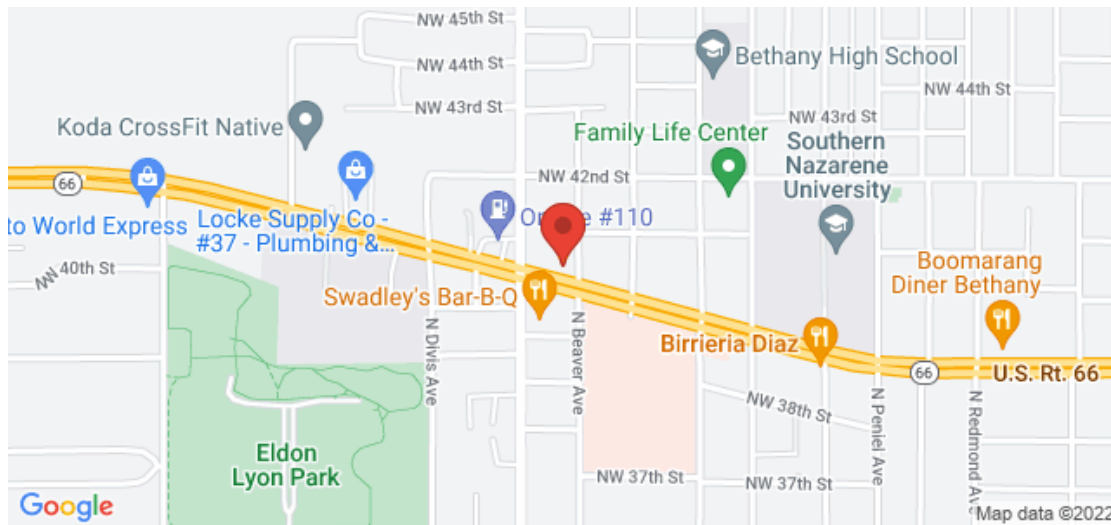 NW 45th St
NW 44th St
Bethany High School
NW 44th St
NW 43rd St
NW 43rd St
Koda CrossFit Native
Family Life Center
Southern
Nazarene
University
NW 42nd St
66
to World Express
Locke Supply Co -
#37 - Plumbing &...
#110
NW 40th St
Boomarang
Diner Bethany
Swadley's Bar-B-Q
N Divis Ave
N Beaver Ave
Birrieria Diaz
66
U.S. Rt. 66
NW 38th St
N Peniel Ave
N Redmond Ave
Eldon
Lyon Park
NW 37th St
NW 37th St
Google
Map data ©2022